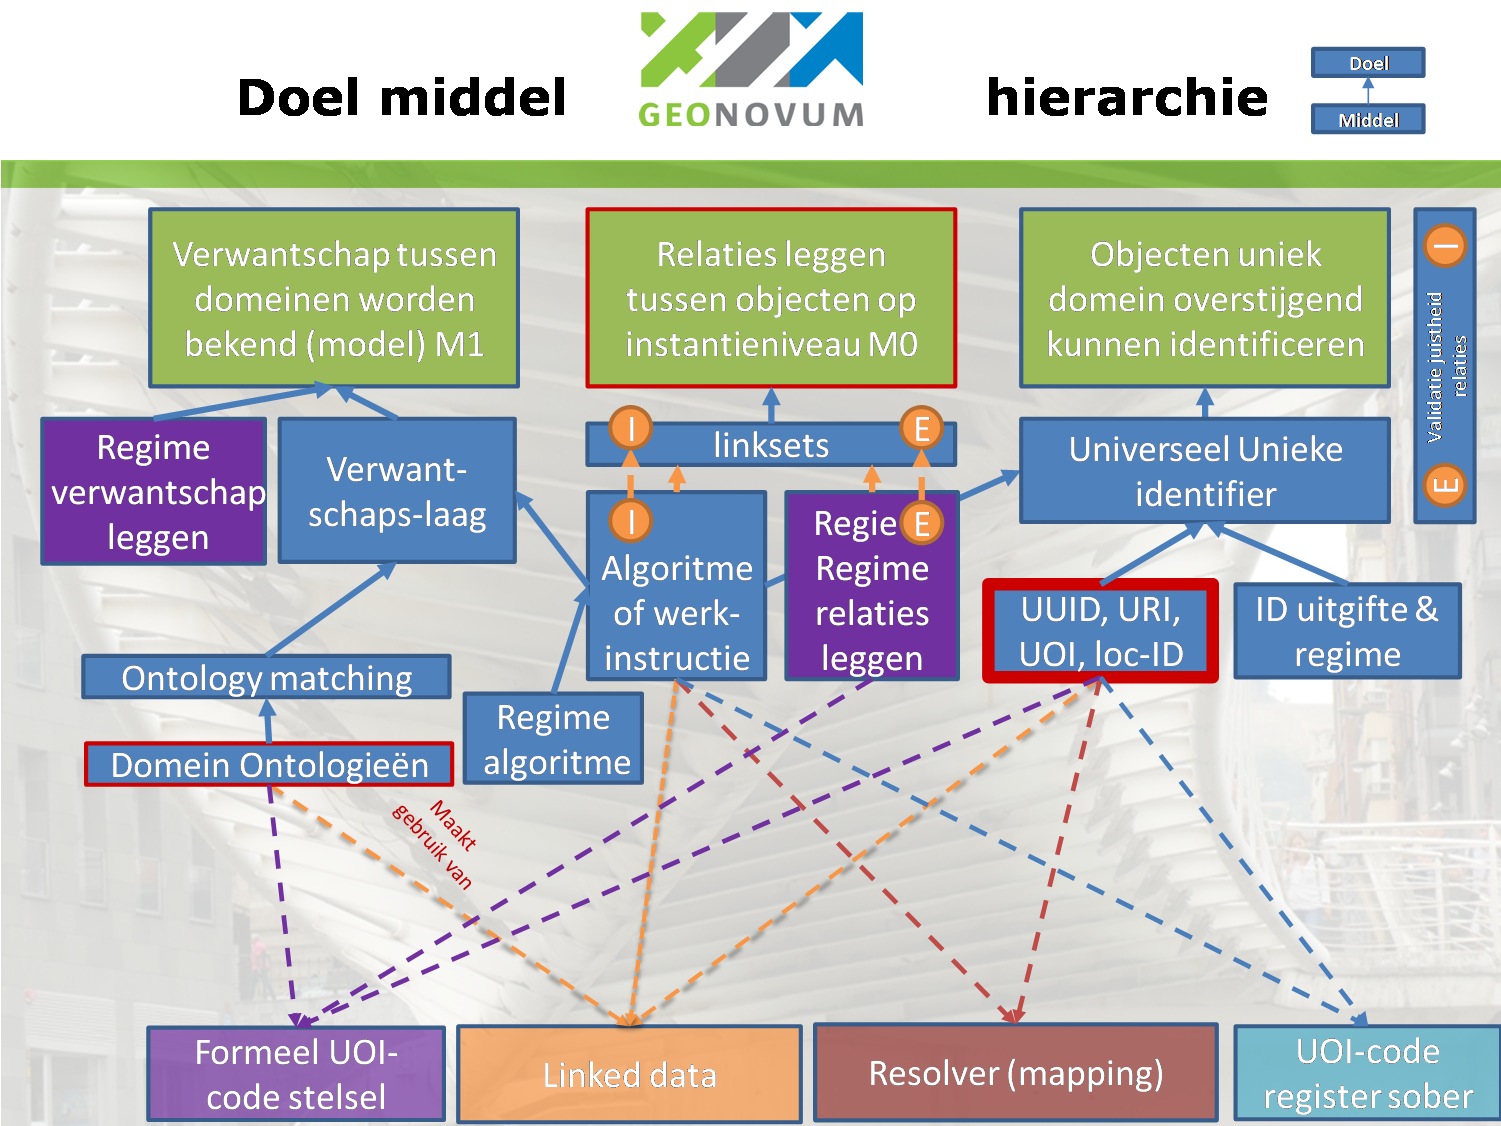 Doel middel
GEONOVUM
hierarchie
Doel
Middel
Verwantschap tussen
domeinen worden
bekend (model) M1
Relaties leggen
tussen objecten op
instantieniveau M0
Objecten uniek
domein overstijgend
kunnen identificeren
I
Validatie juistheid
relaties
E
Regime
verwantschap
leggen
Verwant-
schaps-laag
I
linksets
E
Universeel Unieke
identifier
I
Algoritme
of werk-
instructie
Regie
E
Regime
relaties
leggen
UUID, URI,
UOI, loc-ID
ID uitgifte &
regime
Ontology matching
Regime
algoritme
Domein Ontologieën
Maakt
gebruik van
Formeel UOI-
code stelsel
Linked data
Resolver (mapping)
UOI-code
register sober